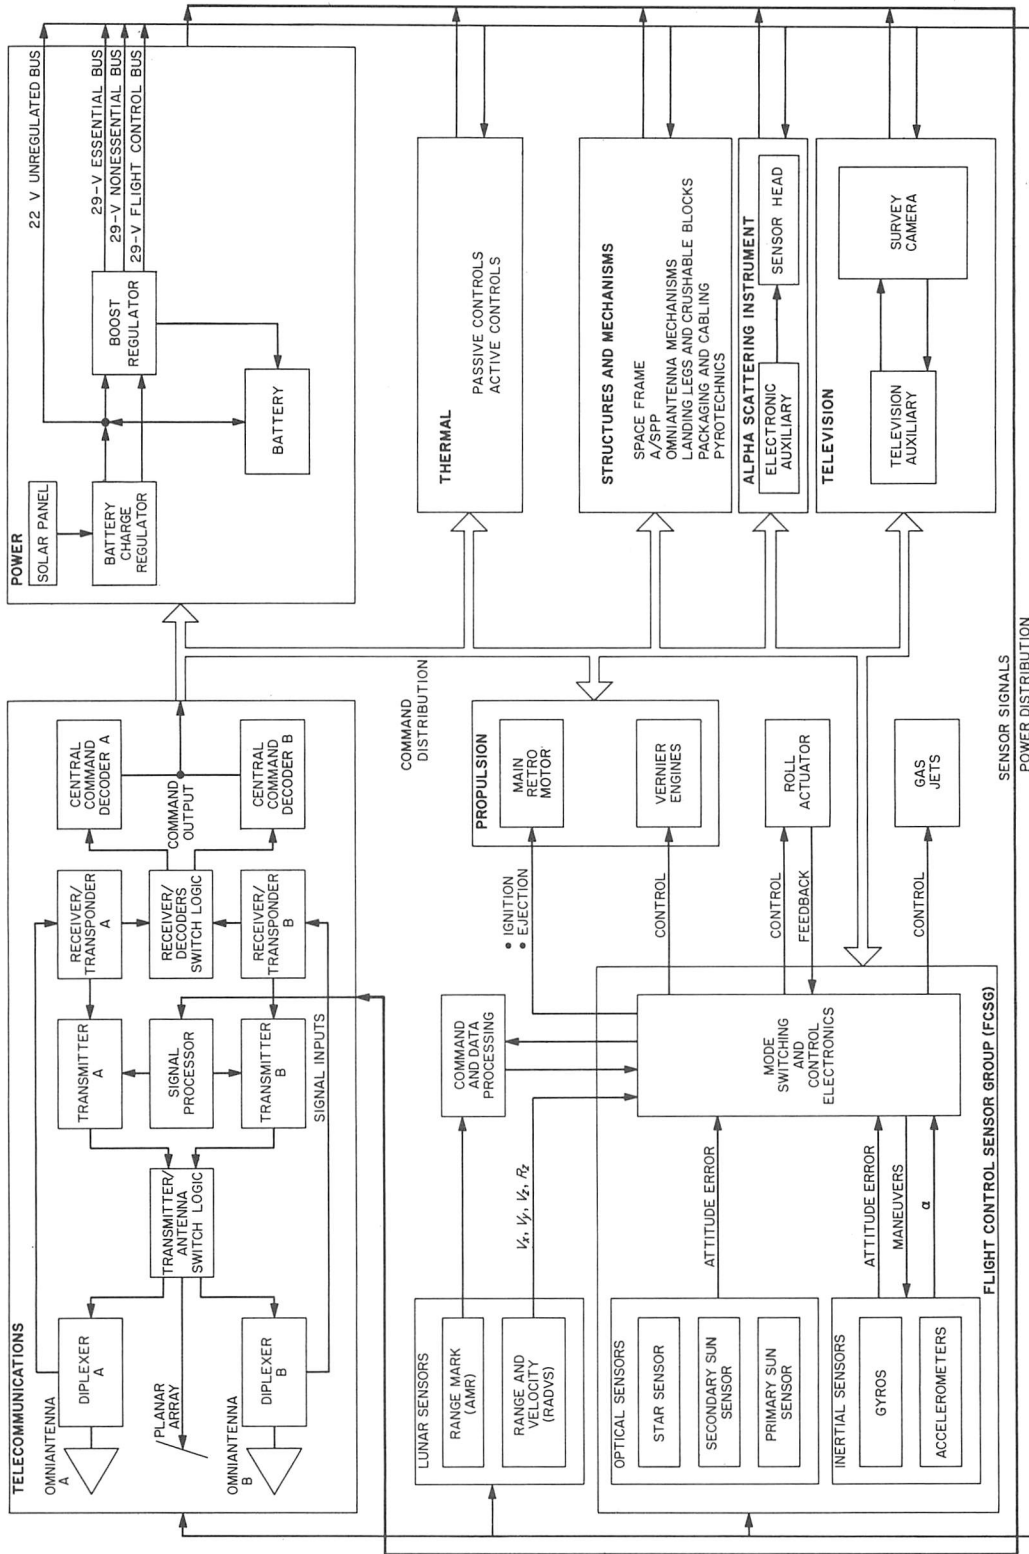 TELECOMMUNICATIONS
OMNIANTENNA
A
DIPLEXER
A
PLANAR
ARRAY
OMNIANTENNA
B
DIPLEXER
B
TRANSMITTER/
ANTENNA
SWITCH LOGIC
TRANSMITTER
A
SIGNAL
PROCESSOR
TRANSMITTER
B
SIGNAL INPUTS
RECEIVER/
TRANSPONDER
A
RECEIVER/
DECODERS
SWITCH LOGIC
RECEIVER/
TRANSPONDER
B
CENTRAL
COMMAND
DECODER A
COMMAND
OUTPUT
CENTRAL
COMMAND
DECODER B
POWER
SOLAR PANEL
BATTERY
CHARGE
REGULATOR
BOOST
REGULATOR
BATTERY
22 V UNREGULATED BUS
29-V ESSENTIAL BUS
29-V NONESSENTIAL BUS
29-V FLIGHT CONTROL BUS
COMMAND
DISTRIBUTION
LUNAR SENSORS
RANGE MARK
(AMR)
RANGE AND
VELOCITY
(RADVS)
Vx, Vy, Vz, Rz
COMMAND
AND DATA
PROCESSING
• IGNITION
• EJECTION
PROPULSION
MAIN
RETRO
MOTOR
VERNIER
ENGINES
CONTROL
ROLL
ACTUATOR
CONTROL
FEEDBACK
GAS
JETS
CONTROL
OPTICAL SENSORS
STAR SENSOR
SECONDARY SUN
SENSOR
PRIMARY SUN
SENSOR
ATTITUDE ERROR
INERTIAL SENSORS
GYROS
ACCELEROMETERS
ATTITUDE ERROR
MANEUVERS
α
MODE
SWITCHING
AND
CONTROL
ELECTRONICS
FLIGHT CONTROL SENSOR GROUP (FCSG)
THERMAL
PASSIVE CONTROLS
ACTIVE CONTROLS
STRUCTURES AND MECHANISMS
SPACE FRAME
A/SPP
OMNIANTENNA MECHANISMS
LANDING LEGS AND CRUSHABLE BLOCKS
PACKAGING AND CABLING
PYROTECHNICS
ALPHA SCATTERING INSTRUMENT
ELECTRONIC
AUXILIARY
SENSOR HEAD
TELEVISION
TELEVISION
AUXILIARY
SURVEY
CAMERA
SENSOR SIGNALS
POWER DISTRIBUTION